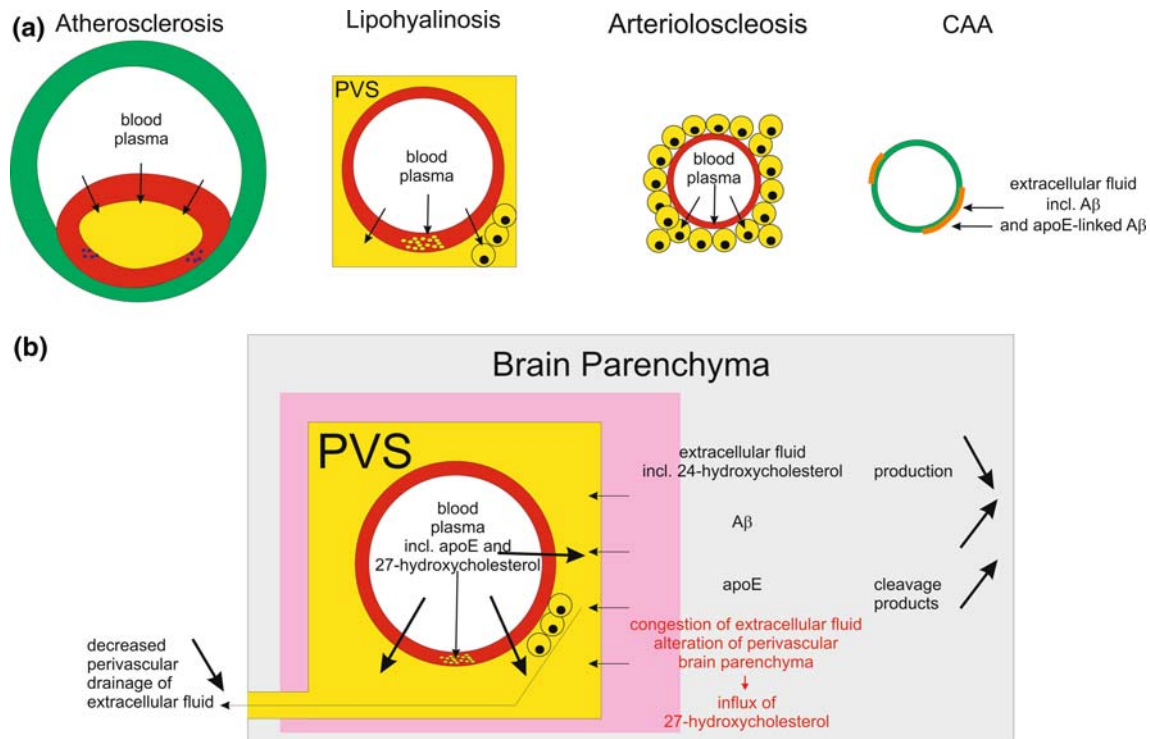 (a)
Atherosclerosis
Lipohyalinosis
Arterioloscleosis
CAA
blood
plasma
PVS
blood
plasma
blood
plasma
extracellular fluid
incl. Aβ
and apoE-linked Aβ
(b)
Brain Parenchyma
PVS
blood
plasma
incl. apoE and
27-hydroxycholesterol
extracellular fluid
incl. 24-hydroxycholesterol
production
Aβ
apoE
cleavage
products
congestion of extracellular fluid
alteration of perivascular
brain parenchyma
influx of
27-hydroxycholesterol
decreased
perivascular
drainage of
extracellular fluid